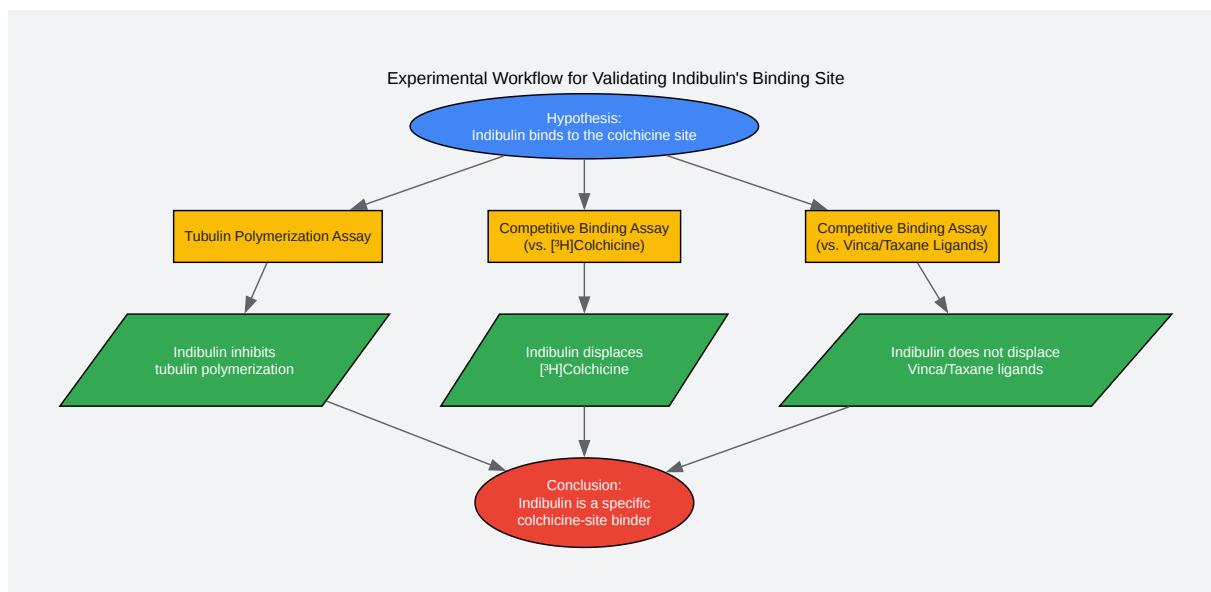 Experimental Workflow for Validating Indibulin's Binding Site
Hypothesis:
Indibulin binds to the colchicine site
Tubulin Polymerization Assay
Competitive Binding Assay
(vs. [³H]Colchicine)
Competitive Binding Assay
(vs. Vinca/Taxane Ligands)
Indibulin inhibits
tubulin polymerization
Indibulin displaces
[³H]Colchicine
Indibulin does not displace
Vinca/Taxane ligands
Conclusion:
Indibulin is a specific
colchicine-site binder